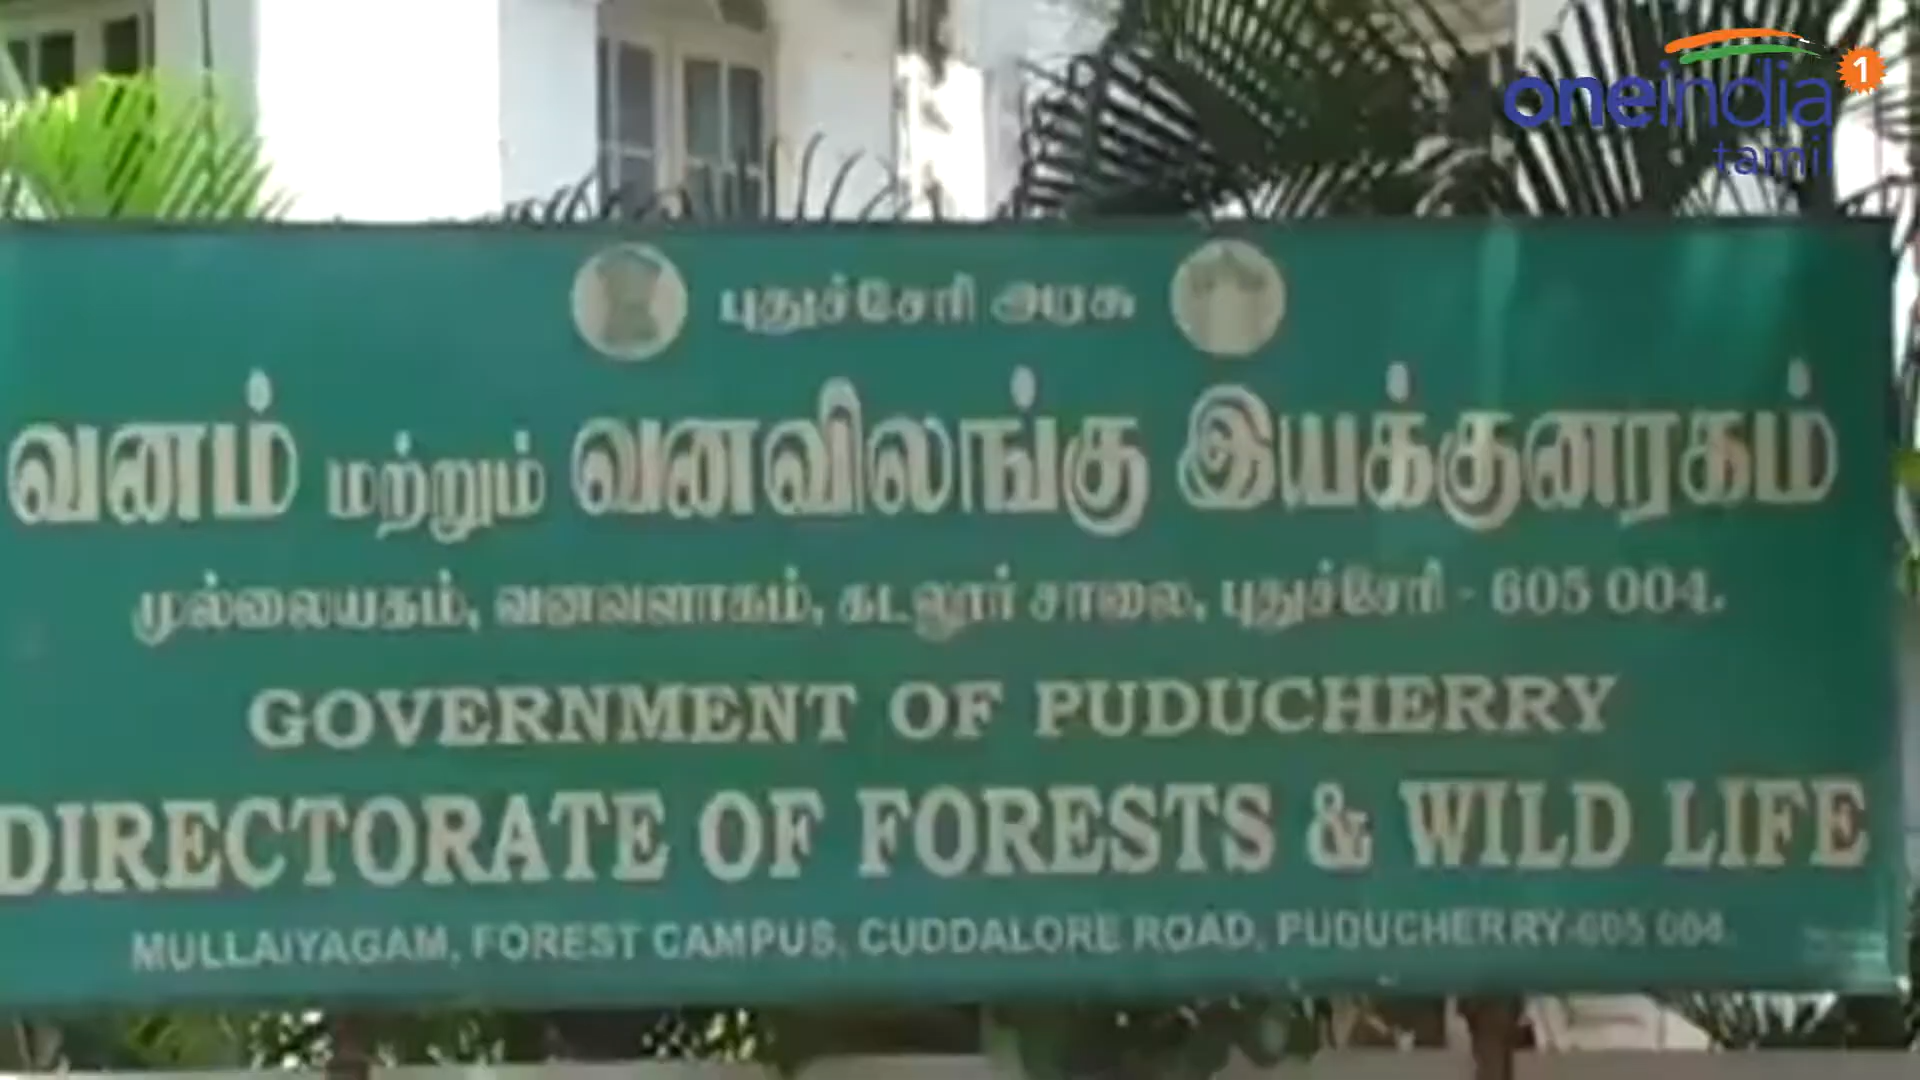 oneindia 1
tamil
புதுச்சேரி அரசு
வனம் மற்றும் வனவிலங்கு இயக்குனரகம்
முல்லையகம், வனவளாகம், கடலூர் சாலை, புதுச்சேரி - 605 004.
GOVERNMENT OF PUDUCHERRY
DIRECTORATE OF FORESTS & WILD LIFE
MULLAIYAGAM, FOREST CAMPUS, CUDDALORE ROAD, PUDUCHERRY-605 004.